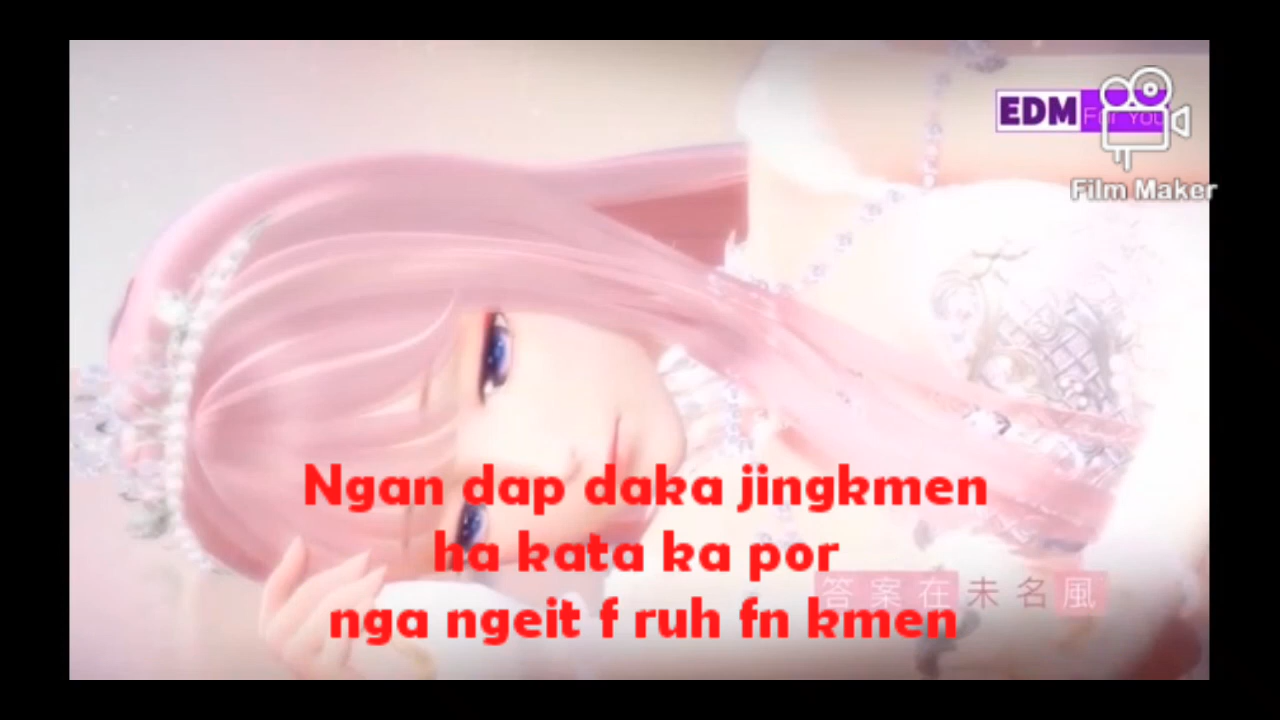 EDM For You
Film Maker
Ngan dap daka jingkmen
ha kata ka por
答案在未名風
nga ngeit f ruh fn kmen